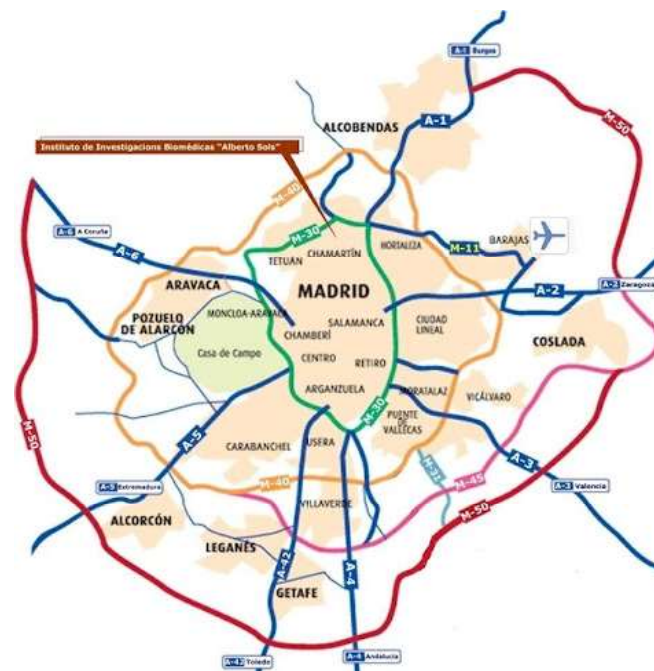 A-1 Burgos
M-50
A-1
ALCOBENDAS
Instituto de Investigacions Biomédicas "Alberto Sols"
M-40
A-6 A Coruña
M-30
HORTALEZA
BARAJAS
A-6
TETUÁN
CHAMARTÍN
M-11
ARAVACA
MADRID
A-2
A-2 Zaragoza
POZUELO
DE ALARCÓN
MONCLOA-ARAVACA
SALAMANCA
CIUDAD
LINEAL
CHAMBERÍ
COSLADA
Casa de Campo
CENTRO
RETIRO
ARGANZUELA
MORATALAZ
VICÁLVARO
M-30
PUENTE
DE
VALLECAS
M-50
A-5
CARABANCHEL
USERA
A-3
M-31
M-45
A-5 Extremadura
M-40
A-3 Valencia
VILLAVERDE
M-50
ALCORCÓN
LEGANÉS
A-42
A-4
GETAFE
A-42 Toledo
A-4 Andalucía